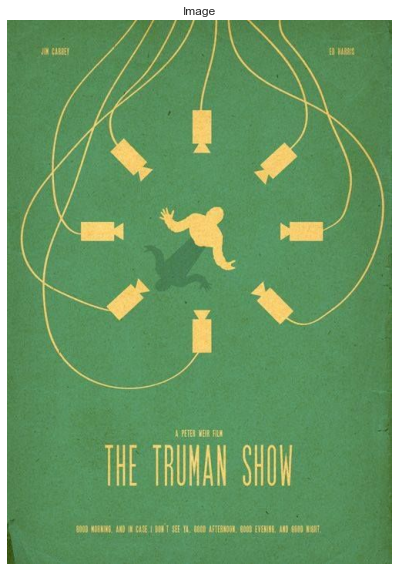 Image
JIM CARREY
ED HARRIS
A PETER WEIR FILM
THE TRUMAN SHOW
GOOD MORNING, AND IN CASE I DON'T SEE YA, GOOD AFTERNOON, GOOD EVENING, AND GOOD NIGHT.